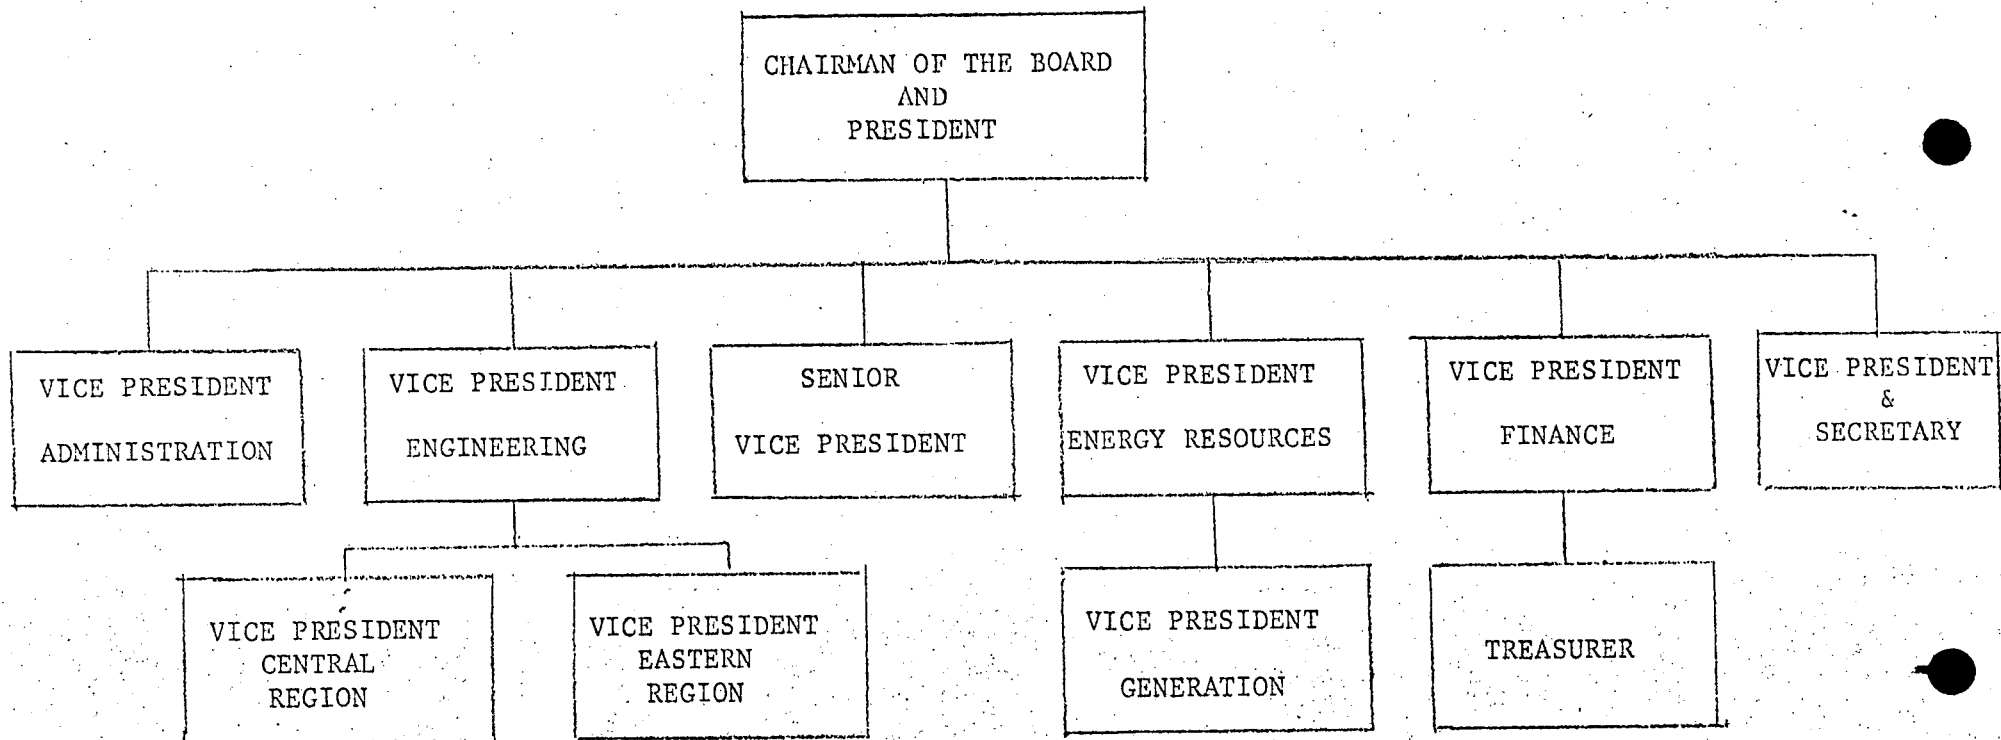 CHAIRMAN OF THE BOARD
AND
PRESIDENT
VICE PRESIDENT
ADMINISTRATION
VICE PRESIDENT
ENGINEERING
SENIOR
VICE PRESIDENT
VICE PRESIDENT
ENERGY RESOURCES
VICE PRESIDENT
FINANCE
VICE PRESIDENT
&
SECRETARY
VICE PRESIDENT
CENTRAL
REGION
VICE PRESIDENT
EASTERN
REGION
VICE PRESIDENT
GENERATION
TREASURER